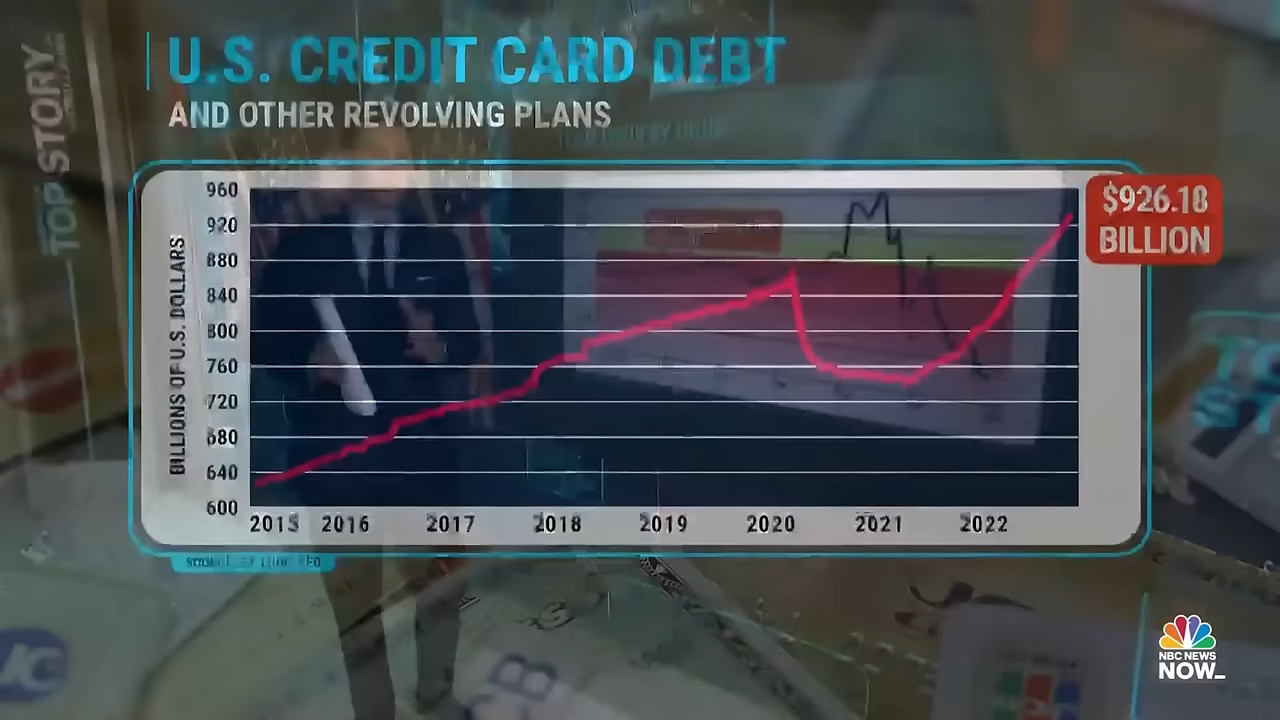 U.S. CREDIT CARD DEBT
AND OTHER REVOLVING PLANS
TOP STORY
$926.18
BILLION
BILLIONS OF U.S. DOLLARS
960
920
880
840
800
760
720
680
640
600
2015 2016 2017 2018 2019 2020 2021 2022
NBC NEWS
NOW_